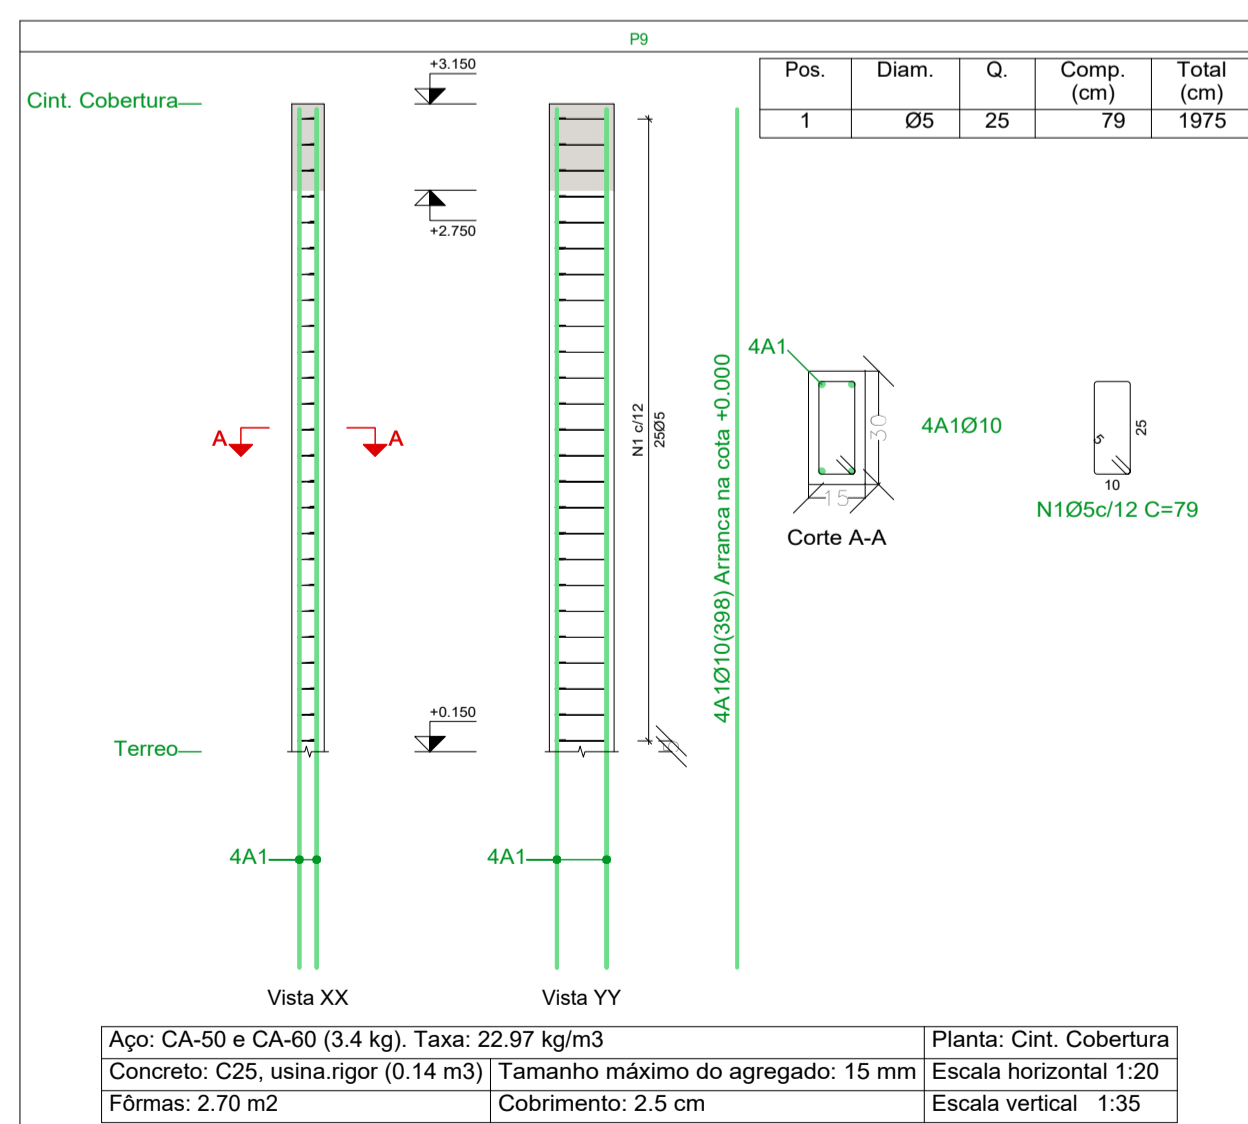 P9
Pos. Diam. Q. Comp. (cm) Total (cm)
1 Ø5 25 79 1975
Cint. Cobertura
+3.150
+2.750
A A
N1 c/12
25Ø5
4A1Ø10(398) Arranca na cota +0.000
4A1
30
15
4A1Ø10
Corte A-A
5
25
10
N1Ø5c/12 C=79
+0.150
Terreo
5
4A1
4A1
Vista XX
Vista YY
Aço: CA-50 e CA-60 (3.4 kg). Taxa: 22.97 kg/m3
Planta: Cint. Cobertura
Concreto: C25, usina.rigor (0.14 m3)
Tamanho máximo do agregado: 15 mm
Escala horizontal 1:20
Fôrmas: 2.70 m2
Cobrimento: 2.5 cm
Escala vertical 1:35